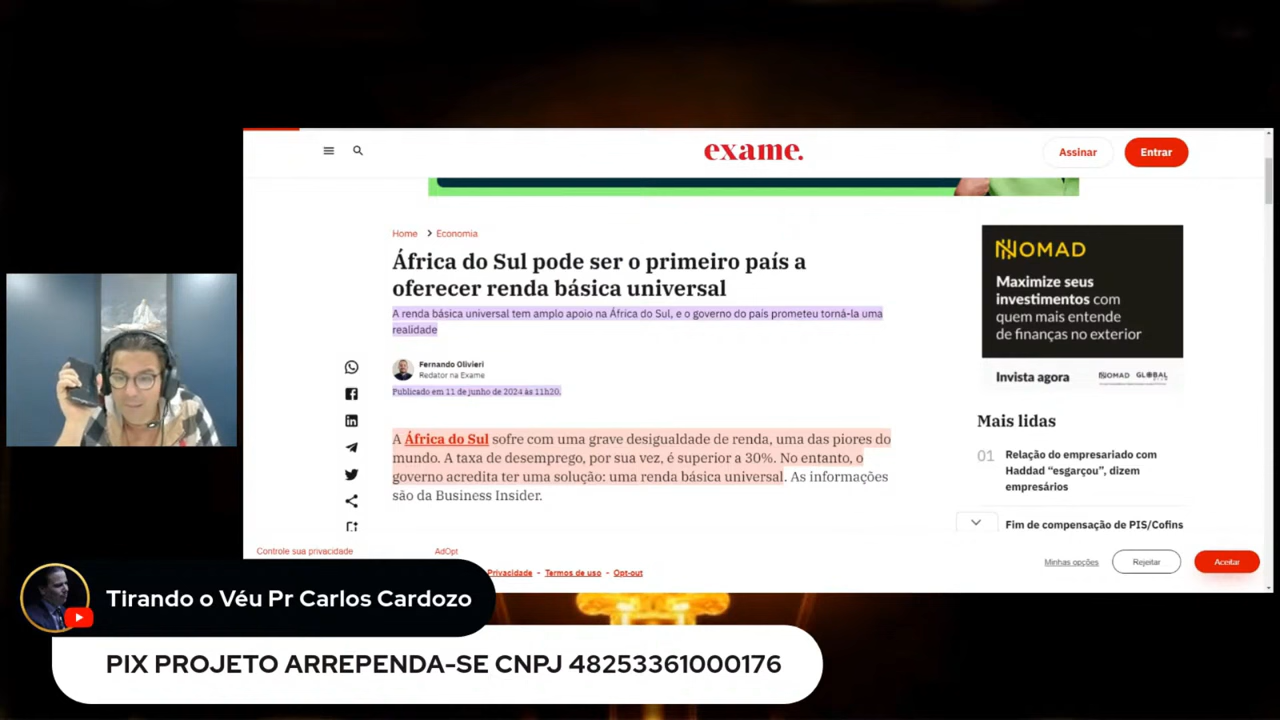 exame.
Assinar
Entrar
Home > Economia
África do Sul pode ser o primeiro país a
oferecer renda básica universal
A renda básica universal tem amplo apoio na África do Sul, e o governo do país prometeu torná-la uma
realidade
Fernando Olivieri
Redator na Exame
Publicado em 11 de junho de 2024 às 11h20.
A África do Sul sofre com uma grave desigualdade de renda, uma das piores do
mundo. A taxa de desemprego, por sua vez, é superior a 30%. No entanto, o
governo acredita ter uma solução: uma renda básica universal. As informações
são da Business Insider.
NOMAD
Maximize seus
investimentos com
quem mais entende
de finanças no exterior
Invista agora
NOMAD GLOBAL
Mais lidas
01 Relação do empresariado com
Haddad “esgarçou”, dizem
empresários
Fim de compensação de PIS/Cofins
Controle sua privacidade
AdOpt
Privacidade - Termos de uso - Opt-out
Minhas opções
Rejeitar
Aceitar
Tirando o Véu Pr Carlos Cardozo
PIX PROJETO ARREPENDA-SE CNPJ 48253361000176